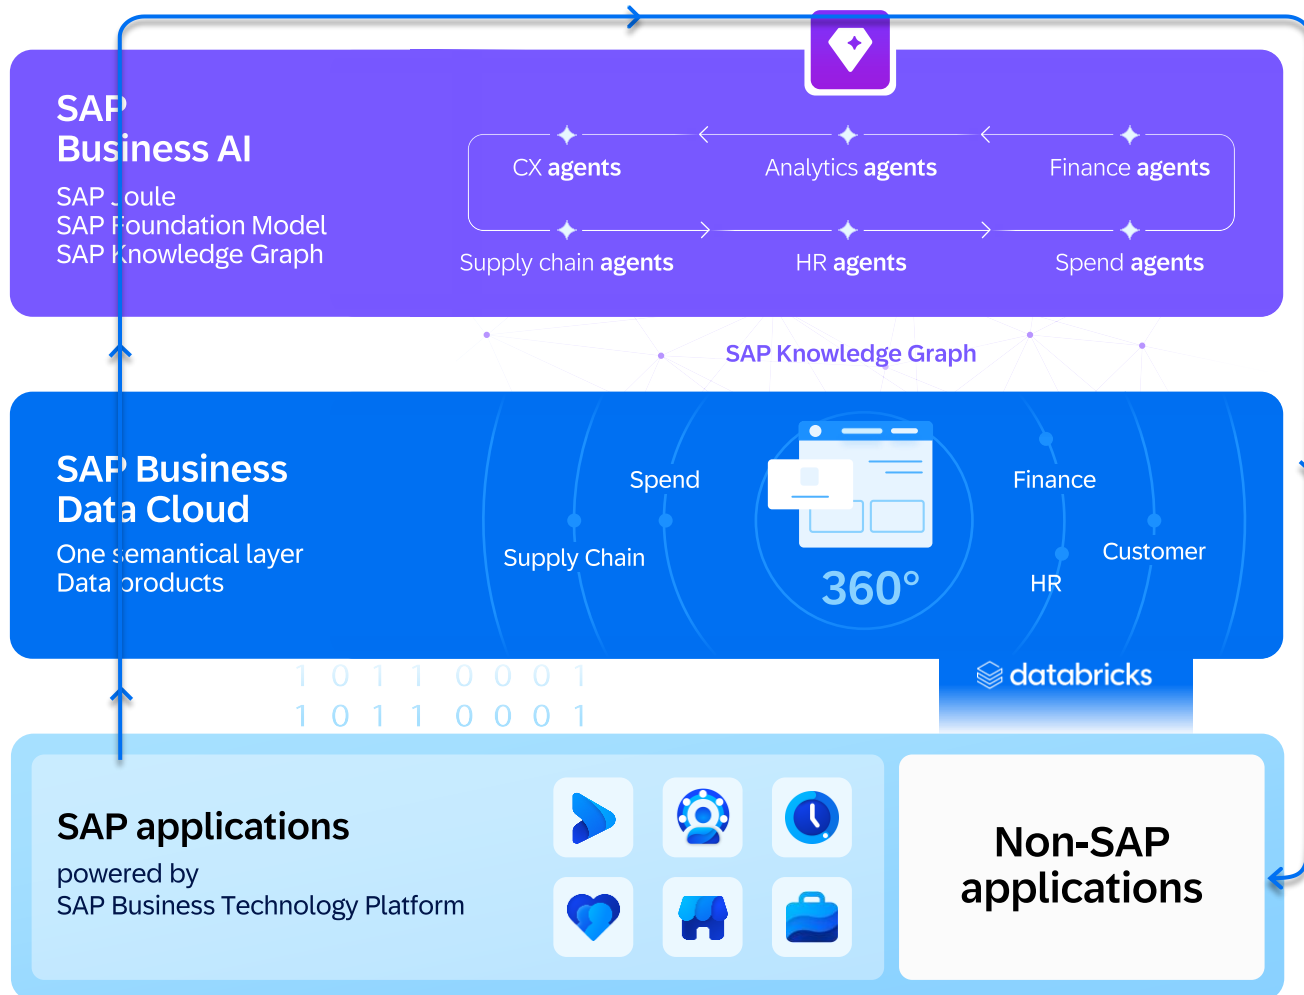 SAP
Business AI
SAP Joule
SAP Foundation Model
SAP Knowledge Graph
CX agents
Analytics agents
Finance agents
Supply chain agents
HR agents
Spend agents
SAP Knowledge Graph
SAP Business
Data Cloud
One semantical layer
Data products
Spend
Finance
Supply Chain
Customer
HR
360°
databricks
1 0 1 1 0 0 0 1
1 0 1 1 0 0 0 1
SAP applications
powered by
SAP Business Technology Platform
Non-SAP
applications